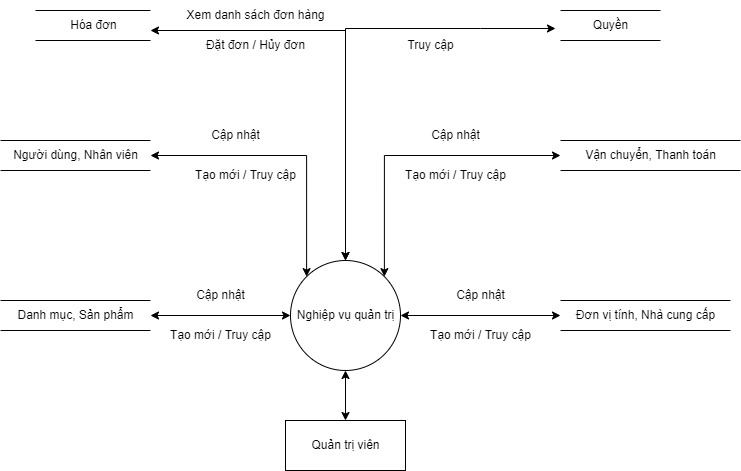 Xem danh sách đơn hàng
Hóa đơn
Quyền
Đặt đơn / Hủy đơn
Truy cập
Cập nhật
Cập nhật
Người dùng, Nhân viên
Vận chuyển, Thanh toán
Tạo mới / Truy cập
Tạo mới / Truy cập
Cập nhật
Cập nhật
Danh mục, Sản phẩm
Nghiệp vụ quản trị
Đơn vị tính, Nhà cung cấp
Tạo mới / Truy cập
Tạo mới / Truy cập
Quản trị viên